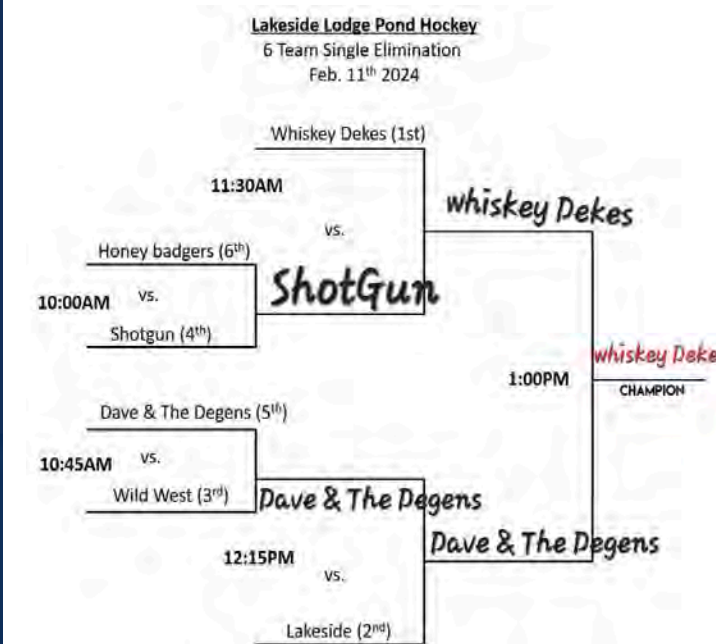 Lakeside Lodge Pond Hockey
6 Team Single Elimination
Feb. 11th 2024
Whiskey Dekes (1st)
11:30AM
whiskey Dekes
vs.
Honey badgers (6th)
ShotGun
10:00AM vs.
Shotgun (4th)
whiskey Deke
1:00PM
CHAMPION
Dave & The Degens (5th)
10:45AM vs.
Wild West (3rd)
Dave & The Degens
Dave & The Degens
12:15PM
vs.
Lakeside (2nd)